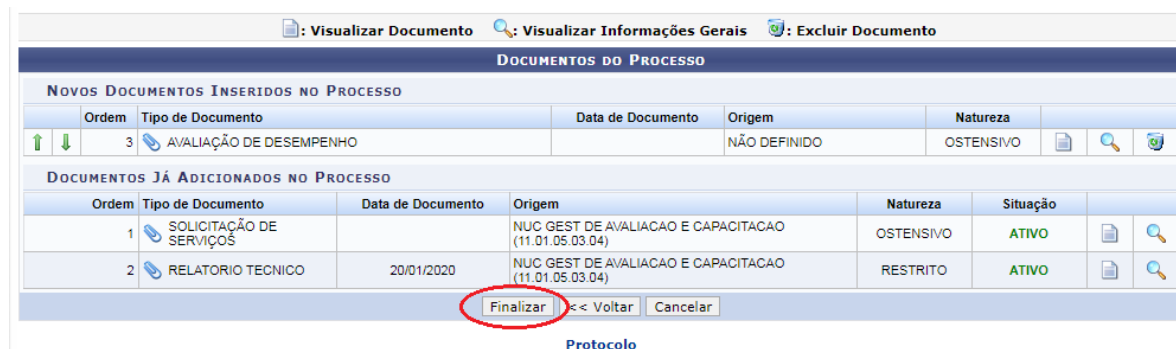 : Visualizar Documento : Visualizar Informações Gerais : Excluir Documento
DOCUMENTOS DO PROCESSO
NOVOS DOCUMENTOS INSERIDOS NO PROCESSO
Ordem Tipo de Documento Data de Documento Origem Natureza
3 AVALIAÇÃO DE DESEMPENHO NÃO DEFINIDO OSTENSIVO
DOCUMENTOS JÁ ADICIONADOS NO PROCESSO
Ordem Tipo de Documento Data de Documento Origem Natureza Situação
1 SOLICITAÇÃO DE SERVIÇOS NUC GEST DE AVALIACAO E CAPACITACAO (11.01.05.03.04) OSTENSIVO ATIVO
2 RELATORIO TECNICO 20/01/2020 NUC GEST DE AVALIACAO E CAPACITACAO (11.01.05.03.04) RESTRITO ATIVO
Finalizar << Voltar Cancelar
Protocolo